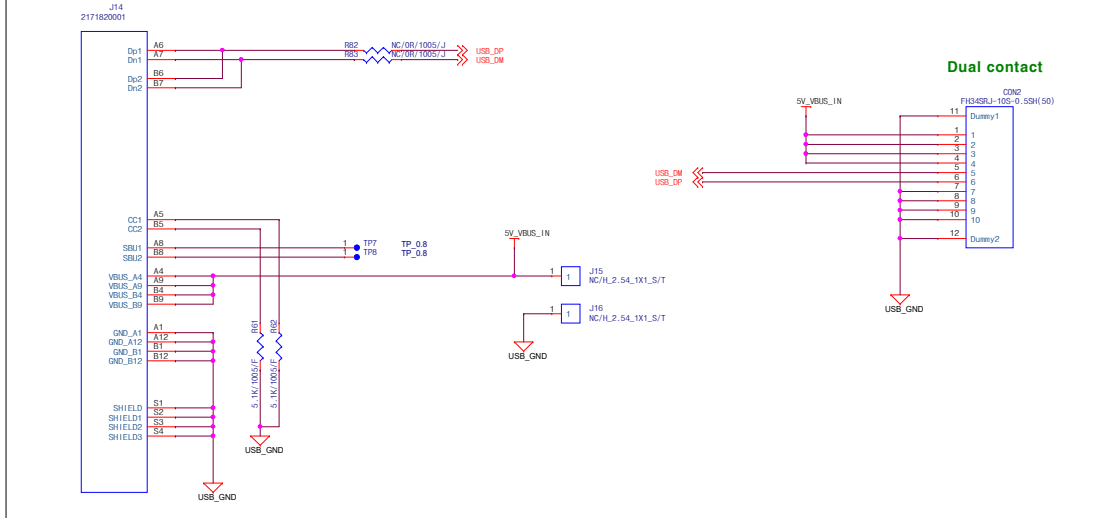 J14
2171820001
Dp1 A6
Dn1 A7
Dp2 B6
Dn2 B7
R82 NC/0R/1005/J USB_DP
R83 NC/0R/1005/J USB_DM
CC1 A5
CC2 B5
SBU1 A8 1 TP7 TP_0.8
SBU2 B8 1 TP8 TP_0.8
VBUS_A4 A4
VBUS_A9 A9
VBUS_B4 B4
VBUS_B9 B9
GND_A1 A1
GND_A12 A12
GND_B1 B1
GND_B12 B12
SHIELD S1
SHIELD1 S2
SHIELD2 S3
SHIELD3 S4
R61
5.1K/1005/F
R62
5.1K/1005/F
USB_GND
USB_GND
5V_VBUS_IN
1 1 J15
NC/H_2.54_1X1_S/T
1 1 J16
NC/H_2.54_1X1_S/T
USB_GND
Dual contact
CON2
FH34SRJ-10S-0.5SH(50)
5V_VBUS_IN
11 Dummy1
1 1
2 2
3 3
4 4
USB_DM 5 5
USB_DP 6 6
7 7
8 8
9 9
10 10
12 Dummy2
USB_GND